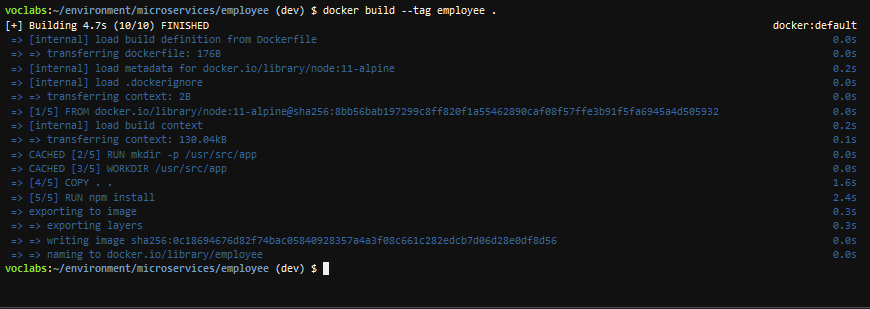 voclabs:~/environment/microservices/employee (dev) $ docker build --tag employee .
[+] Building 4.7s (10/10) FINISHED docker:default
=> [internal] load build definition from Dockerfile 0.0s
=> => transferring dockerfile: 176B 0.0s
=> [internal] load metadata for docker.io/library/node:11-alpine 0.2s
=> [internal] load .dockerignore 0.0s
=> => transferring context: 2B 0.0s
=> [1/5] FROM docker.io/library/node:11-alpine@sha256:8bb56bab197299c8ff820f1a55462890caf08f57ffe3b91f5fa6945a4d505932 0.0s
=> [internal] load build context 0.2s
=> => transferring context: 130.04kB 0.1s
=> CACHED [2/5] RUN mkdir -p /usr/src/app 0.0s
=> CACHED [3/5] WORKDIR /usr/src/app 0.0s
=> [4/5] COPY . . 1.6s
=> [5/5] RUN npm install 2.4s
=> exporting to image 0.3s
=> => exporting layers 0.3s
=> => writing image sha256:0c18694676d82f74bac05840928357a4a3f08c661c282edcb7d06d28e0df8d56 0.0s
=> => naming to docker.io/library/employee 0.0s
voclabs:~/environment/microservices/employee (dev) $